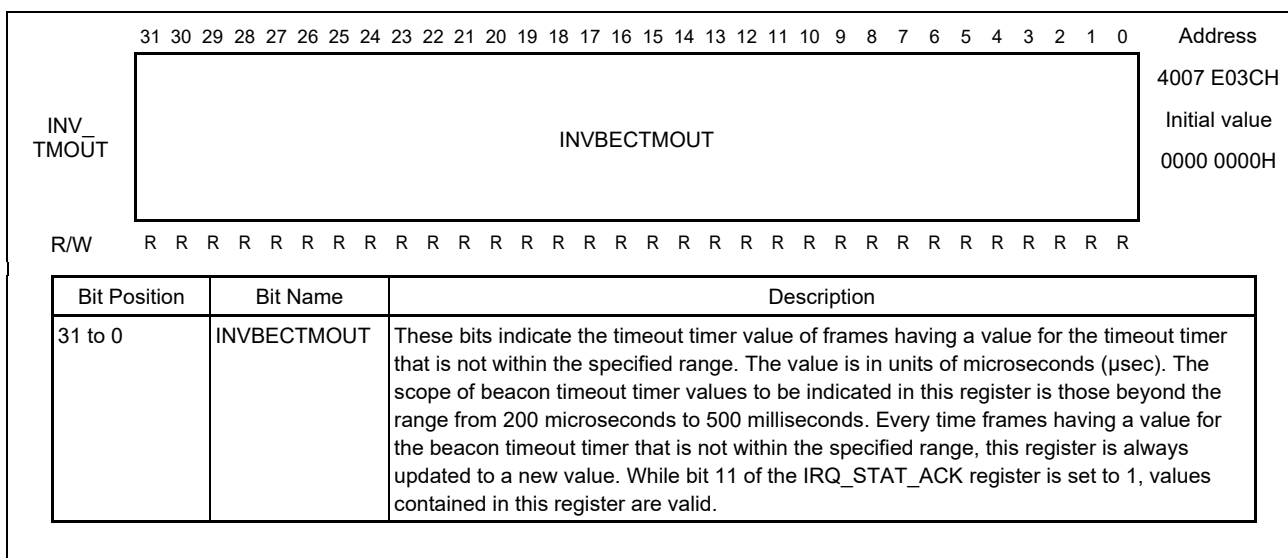 31 30 29 28 27 26 25 24 23 22 21 20 19 18 17 16 15 14 13 12 11 10 9 8 7 6 5 4 3 2 1 0 Address
4007 E03CH
INV_
TMOUT
INVBECTMOUT
Initial value
0000 0000H
R/W R R R R R R R R R R R R R R R R R R R R R R R R R R R R R R R R
Bit Position Bit Name Description
31 to 0 INVBECTMOUT These bits indicate the timeout timer value of frames having a value for the timeout timer
that is not within the specified range. The value is in units of microseconds (μsec). The
scope of beacon timeout timer values to be indicated in this register is those beyond the
range from 200 microseconds to 500 milliseconds. Every time frames having a value for
the beacon timeout timer that is not within the specified range, this register is always
updated to a new value. While bit 11 of the IRQ_STAT_ACK register is set to 1, values
contained in this register are valid.